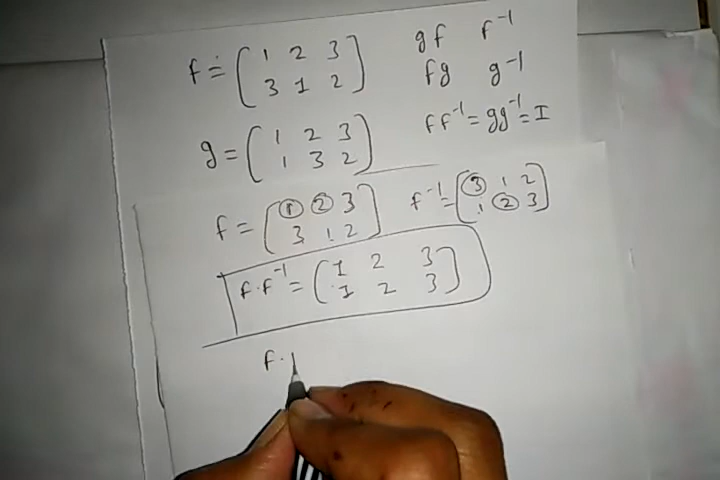 f = ( 1 2 3 / 3 1 2 ) gf f⁻¹
fg g⁻¹
g = ( 1 2 3 / 1 3 2 ) ff⁻¹ = gg⁻¹ = I
f = ( 1 2 3 / 3 1 2 ) f⁻¹ = ( 3 1 2 / 1 2 3 )
f.f⁻¹ = ( 1 2 3 / 1 2 3 )
f.